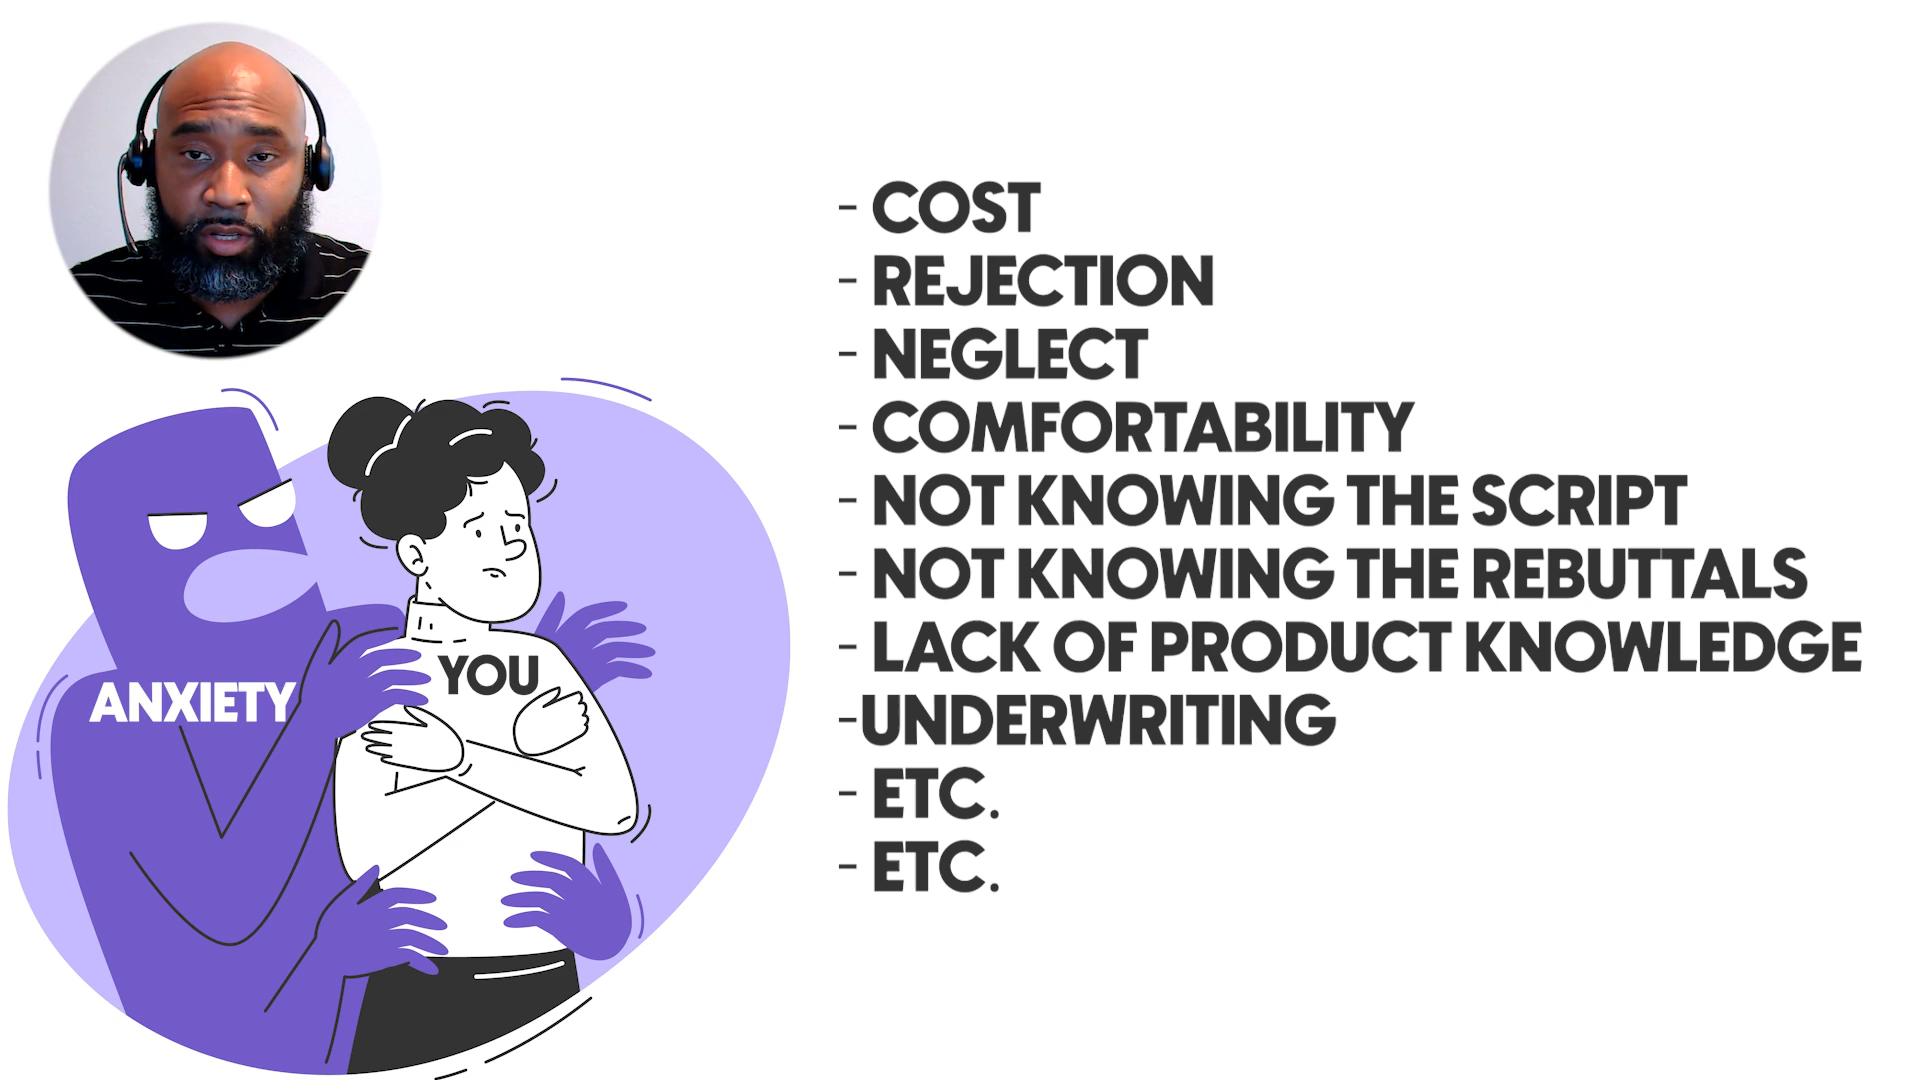 - COST
- REJECTION
- NEGLECT
- COMFORTABILITY
- NOT KNOWING THE SCRIPT
- NOT KNOWING THE REBUTTALS
- LACK OF PRODUCT KNOWLEDGE
-UNDERWRITING
- ETC.
- ETC.
ANXIETY
YOU